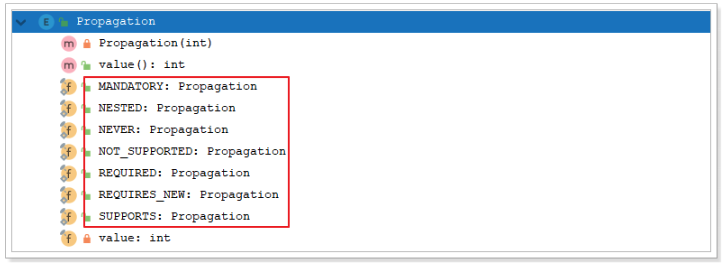 Propagation
Propagation(int)
value(): int
MANDATORY: Propagation
NESTED: Propagation
NEVER: Propagation
NOT_SUPPORTED: Propagation
REQUIRED: Propagation
REQUIRES_NEW: Propagation
SUPPORTS: Propagation
value: int